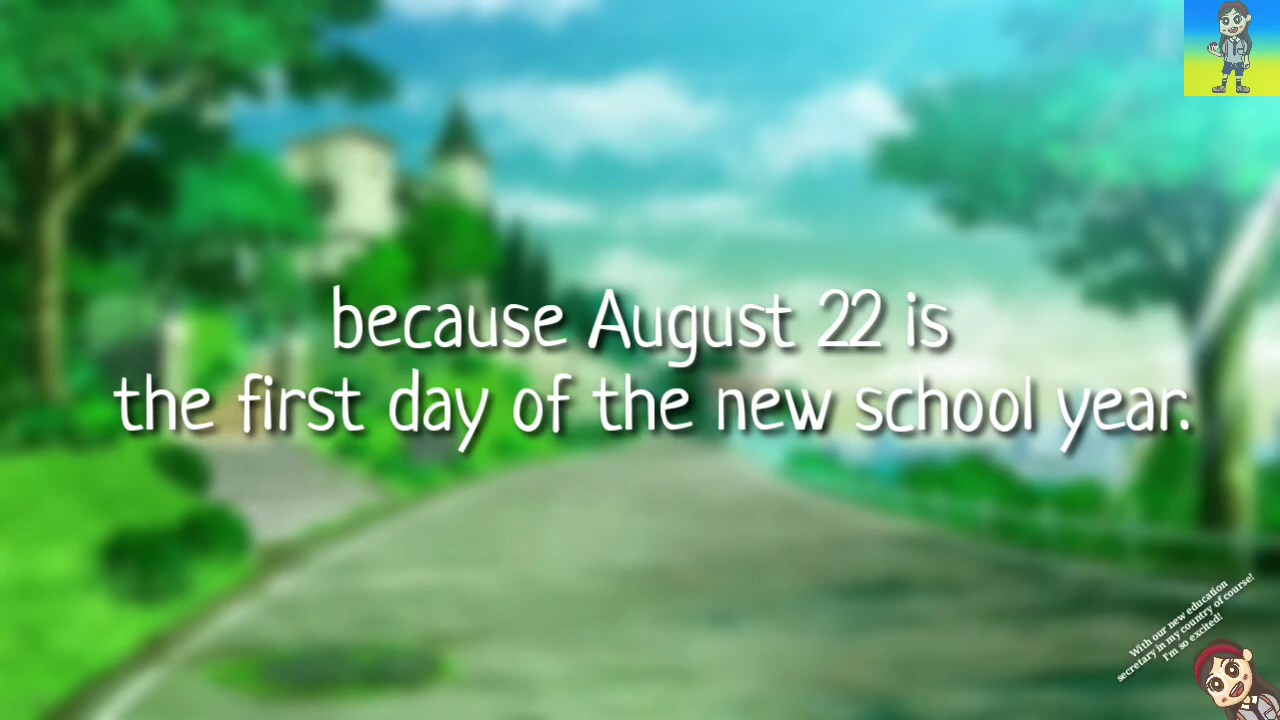 because August 22 is
the first day of the new school year.
With our new education
secretary in my country of course!
I'm so excited!